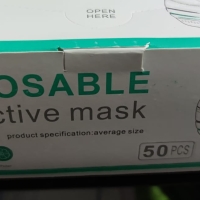 OPEN
HERE
OSABLE
ctive mask
product specification:average size
50 PCS